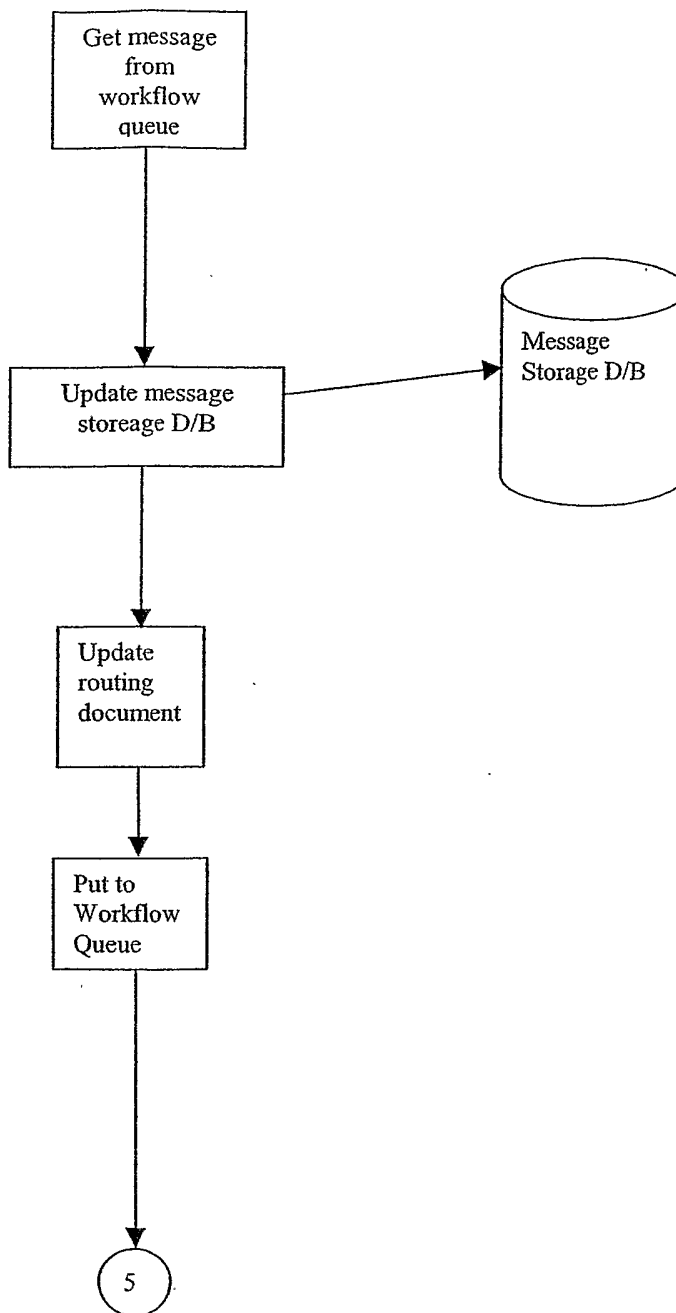 Get message
from
workflow
queue
Update message
storeage D/B
Message
Storage D/B
Update
routing
document
Put to
Workflow
Queue
5